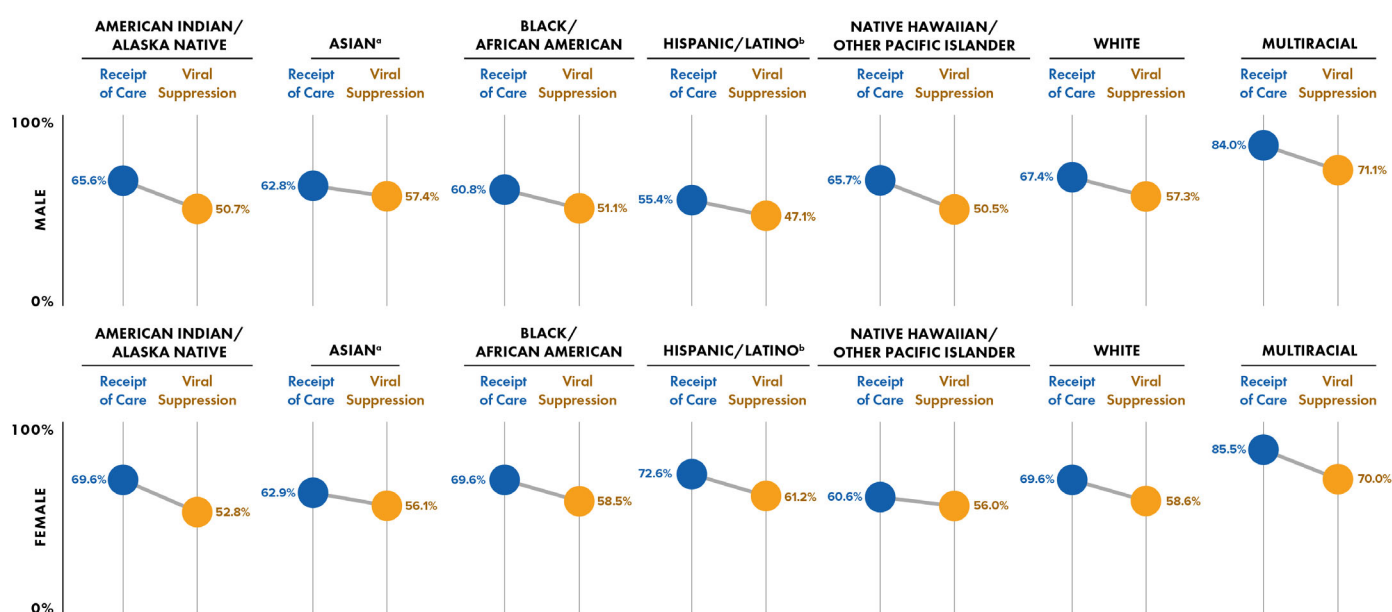 AMERICAN INDIAN/
ALASKA NATIVE
ASIANᵃ
BLACK/
AFRICAN AMERICAN
HISPANIC/LATINOᵇ
NATIVE HAWAIIAN/
OTHER PACIFIC ISLANDER
WHITE
MULTIRACIAL
Receipt of Care
Viral Suppression
Receipt of Care
Viral Suppression
Receipt of Care
Viral Suppression
Receipt of Care
Viral Suppression
Receipt of Care
Viral Suppression
Receipt of Care
Viral Suppression
Receipt of Care
Viral Suppression
100%
MALE
0%
65.6%
50.7%
62.8%
57.4%
60.8%
51.1%
55.4%
47.1%
65.7%
50.5%
67.4%
57.3%
84.0%
71.1%
AMERICAN INDIAN/
ALASKA NATIVE
ASIANᵃ
BLACK/
AFRICAN AMERICAN
HISPANIC/LATINOᵇ
NATIVE HAWAIIAN/
OTHER PACIFIC ISLANDER
WHITE
MULTIRACIAL
Receipt of Care
Viral Suppression
Receipt of Care
Viral Suppression
Receipt of Care
Viral Suppression
Receipt of Care
Viral Suppression
Receipt of Care
Viral Suppression
Receipt of Care
Viral Suppression
Receipt of Care
Viral Suppression
100%
FEMALE
0%
69.6%
52.8%
62.9%
56.1%
69.6%
58.5%
72.6%
61.2%
60.6%
56.0%
69.6%
58.6%
85.5%
70.0%